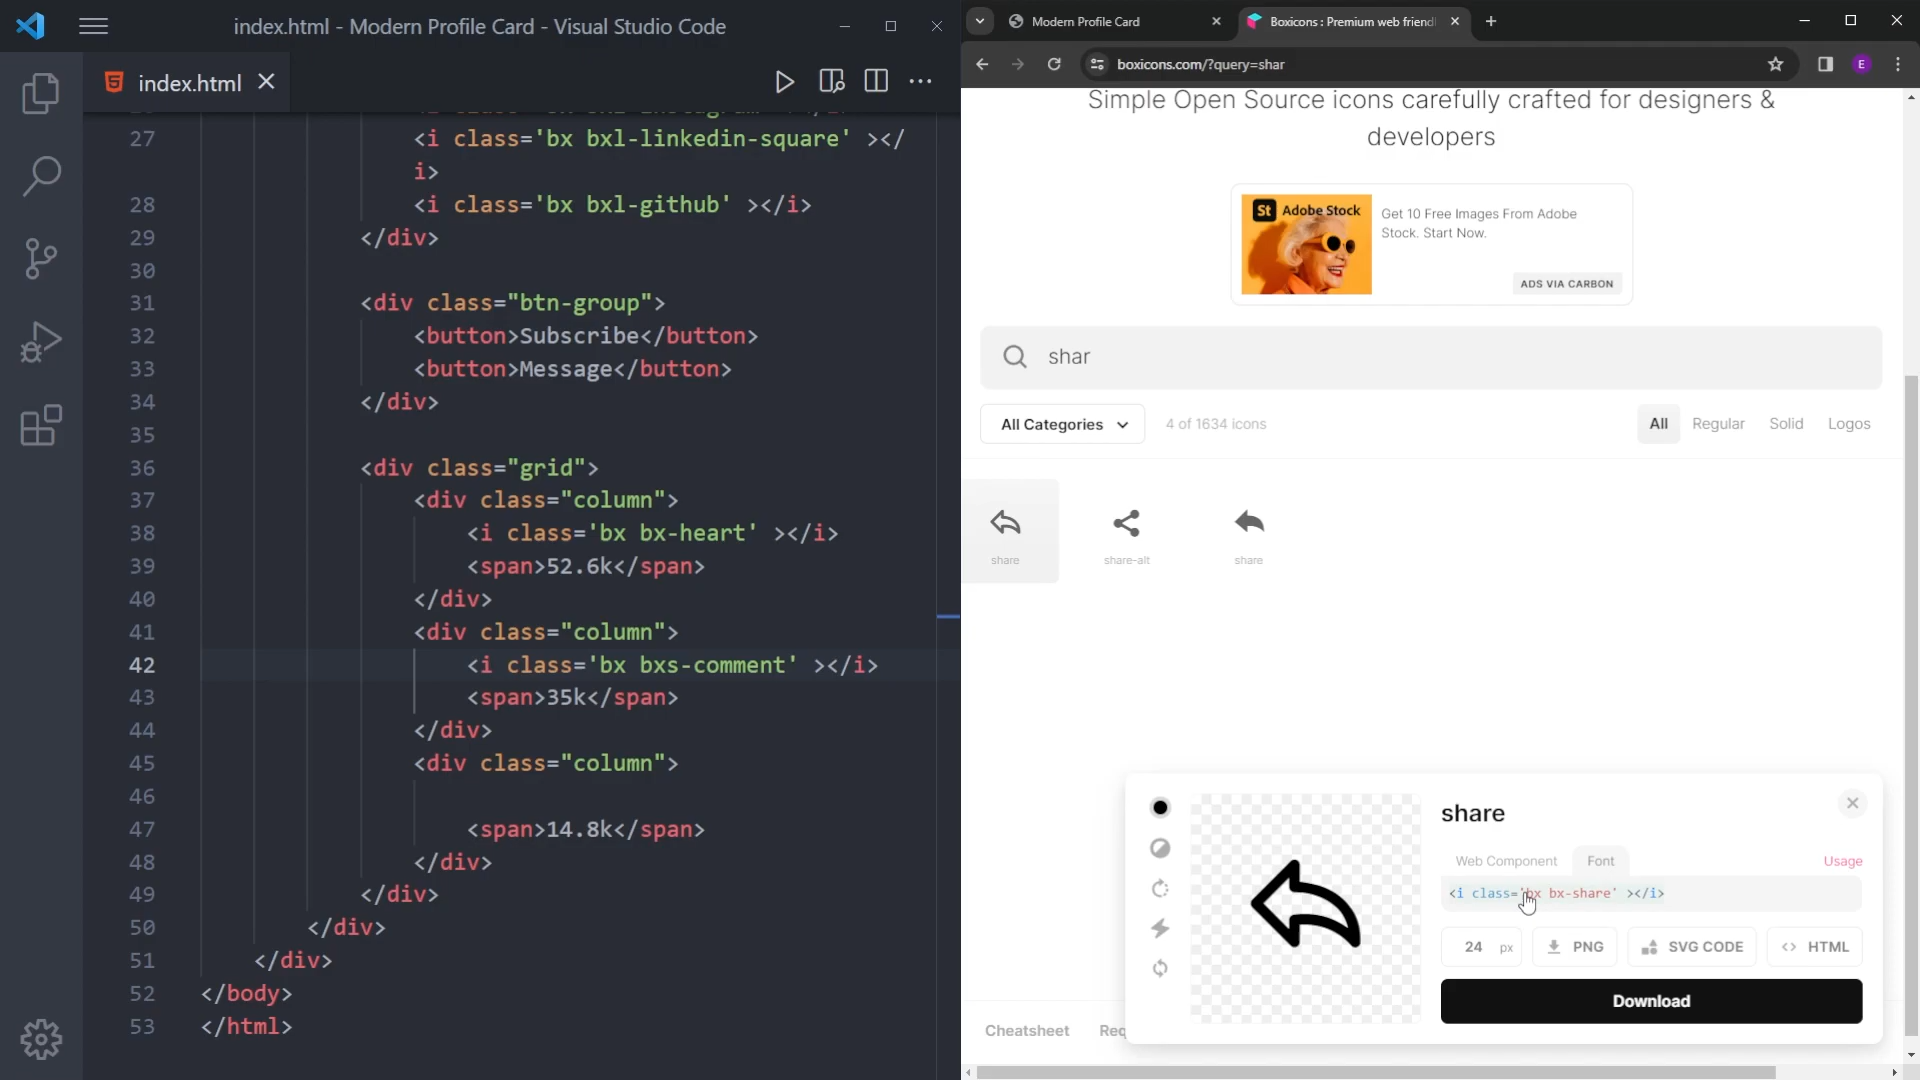 index.html - Modern Profile Card - Visual Studio Code
index.html
27 <i class='bx bxl-linkedin-square' ></
i>
28 <i class='bx bxl-github' ></i>
29 </div>
30
31 <div class="btn-group">
32 <button>Subscribe</button>
33 <button>Message</button>
34 </div>
35
36 <div class="grid">
37 <div class="column">
38 <i class='bx bx-heart' ></i>
39 <span>52.6k</span>
40 </div>
41 <div class="column">
42 <i class='bx bxs-comment' ></i>
43 <span>35k</span>
44 </div>
45 <div class="column">
46
47 <span>14.8k</span>
48 </div>
49 </div>
50 </div>
51 </div>
52 </body>
53 </html>
Modern Profile Card
Boxicons : Premium web friend
boxicons.com/?query=shar
E
Simple Open Source icons carefully crafted for designers &
developers
St Adobe Stock
Get 10 Free Images From Adobe
Stock. Start Now.
ADS VIA CARBON
shar
All Categories
4 of 1634 icons
All Regular Solid Logos
share share-alt share
share
Web Component Font Usage
<i class='bx bx-share' ></i>
24 px PNG SVG CODE <> HTML
Download
Cheatsheet Req